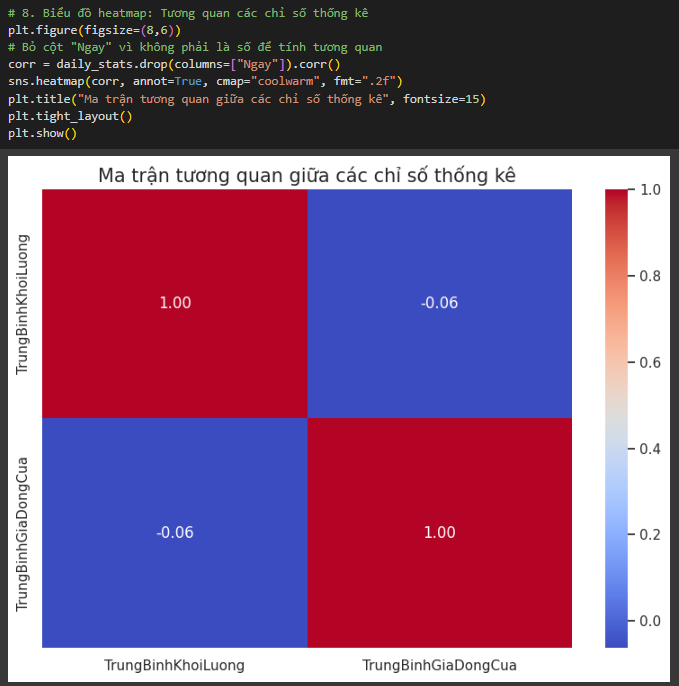 # 8. Biểu đồ heatmap: Tương quan các chỉ số thống kê
plt.figure(figsize=(8,6))
# Bỏ cột "Ngay" vì không phải là số để tính tương quan
corr = daily_stats.drop(columns=["Ngay"]).corr()
sns.heatmap(corr, annot=True, cmap="coolwarm", fmt=".2f")
plt.title("Ma trận tương quan giữa các chỉ số thống kê", fontsize=15)
plt.tight_layout()
plt.show()
Ma trận tương quan giữa các chỉ số thống kê
TrungBinhKhoiLuong
1.00
-0.06
TrungBinhGiaDongCua
-0.06
1.00
TrungBinhKhoiLuong
TrungBinhGiaDongCua
1.0
0.8
0.6
0.4
0.2
0.0